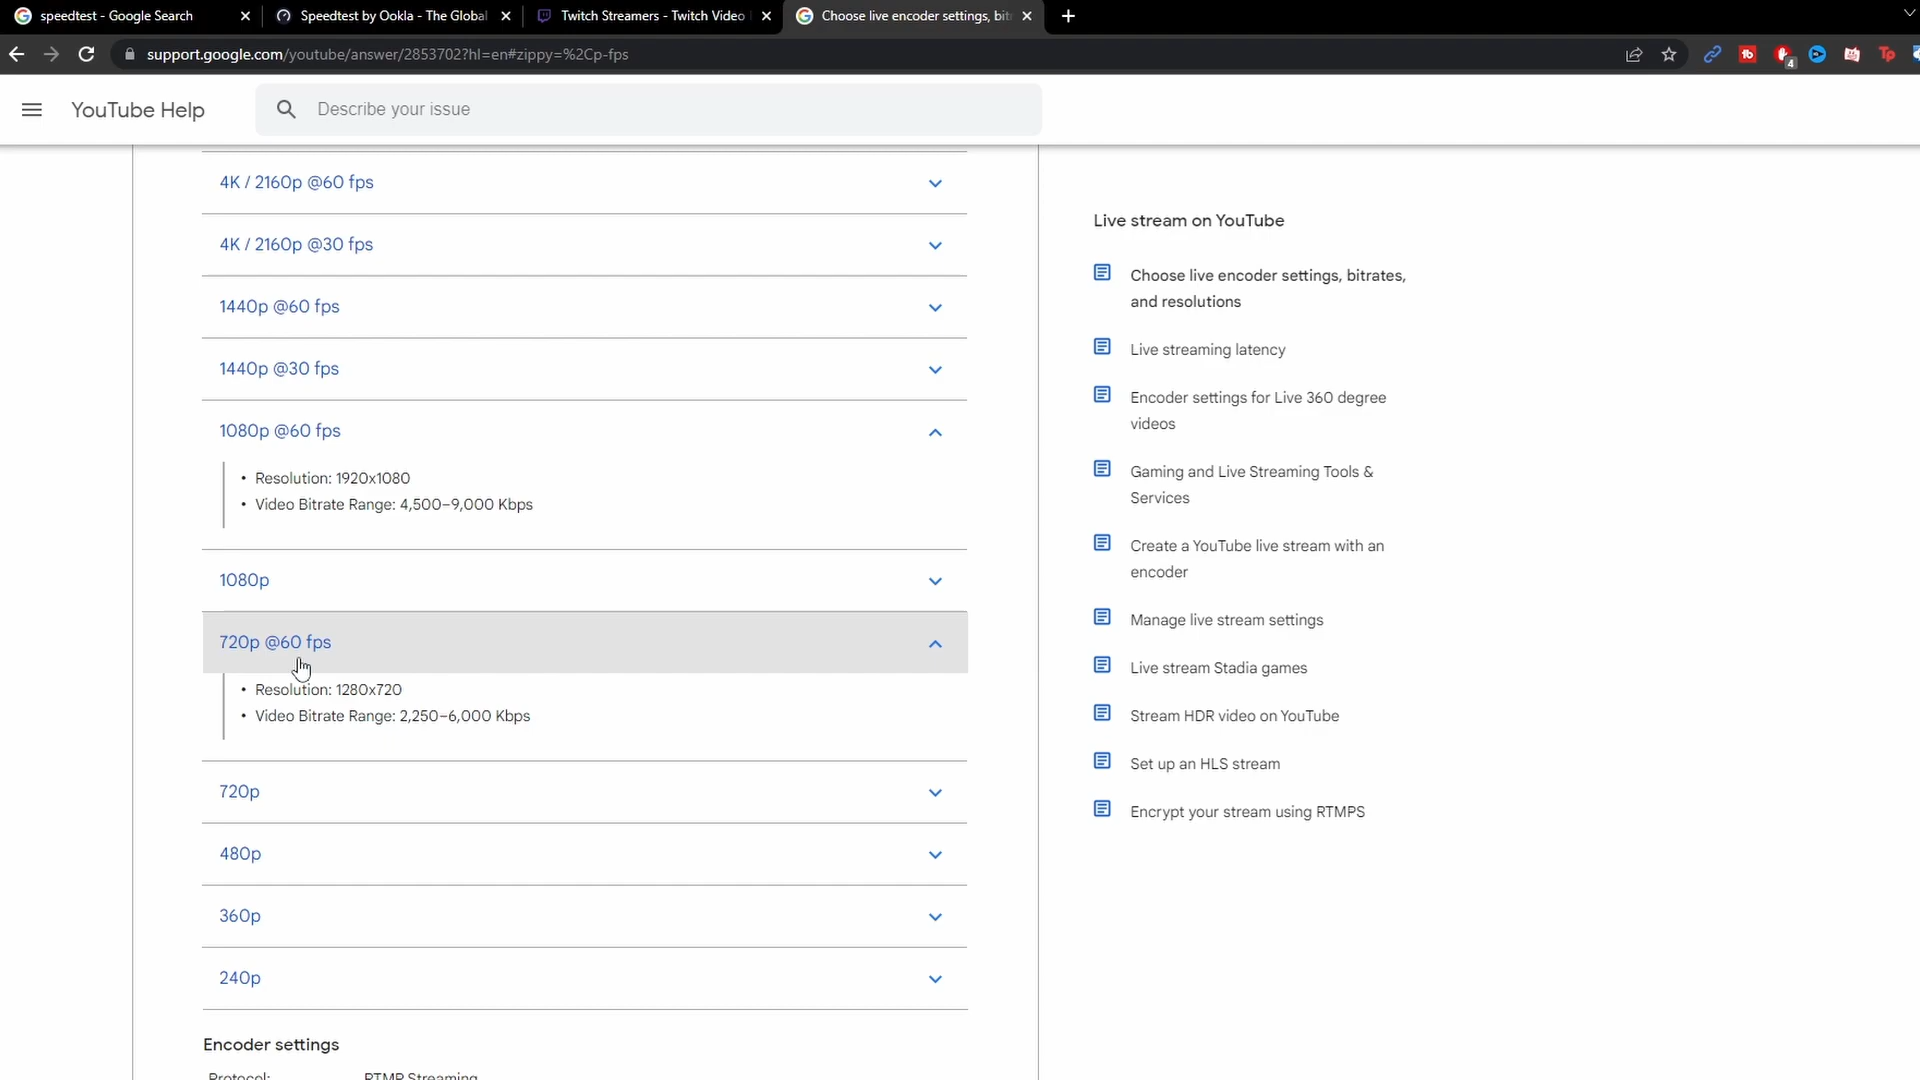 speedtest - Google Search
Speedtest by Ookla - The Global
Twitch Streamers - Twitch Video
Choose live encoder settings, bit
support.google.com/youtube/answer/2853702?hl=en#zippy=%2Cp-fps
4
Tp
YouTube Help
Describe your issue
4K / 2160p @60 fps
4K / 2160p @30 fps
1440p @60 fps
1440p @30 fps
1080p @60 fps
• Resolution: 1920x1080
• Video Bitrate Range: 4,500–9,000 Kbps
1080p
720p @60 fps
• Resolution: 1280x720
• Video Bitrate Range: 2,250–6,000 Kbps
720p
480p
360p
240p
Encoder settings
Protocol: RTMP Streaming
Live stream on YouTube
Choose live encoder settings, bitrates,
and resolutions
Live streaming latency
Encoder settings for Live 360 degree
videos
Gaming and Live Streaming Tools &
Services
Create a YouTube live stream with an
encoder
Manage live stream settings
Live stream Stadia games
Stream HDR video on YouTube
Set up an HLS stream
Encrypt your stream using RTMPS